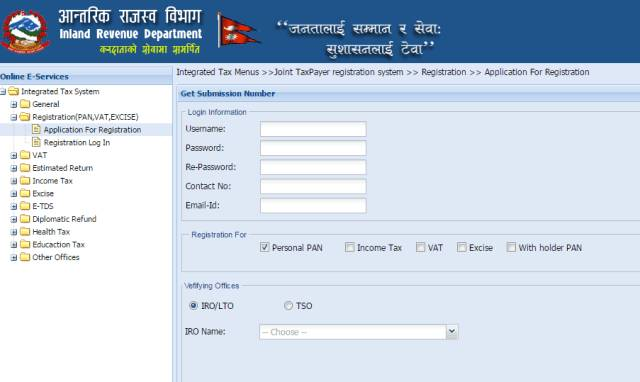 आन्तरिक राजस्व विभाग
Inland Revenue Department
करदाताको शेवामा समर्पित
“जनतालाई सम्मान र सेवा:
सुशासनलाई टेवा”
Online E-Services
Integrated Tax System
General
Registration(PAN,VAT,EXCISE)
Application For Registration
Registration Log In
VAT
Estimated Return
Income Tax
Excise
E-TDS
Diplomatic Refund
Health Tax
Educaction Tax
Other Offices
Integrated Tax Menus >>Joint TaxPayer registration system >> Registration >> Application For Registration
Get Submission Number
Login Information
Username:
Password:
Re-Password:
Contact No:
Email-Id:
Registration For
Personal PAN Income Tax VAT Excise With holder PAN
Vefifying Offices
IRO/LTO TSO
IRO Name: -- Choose --